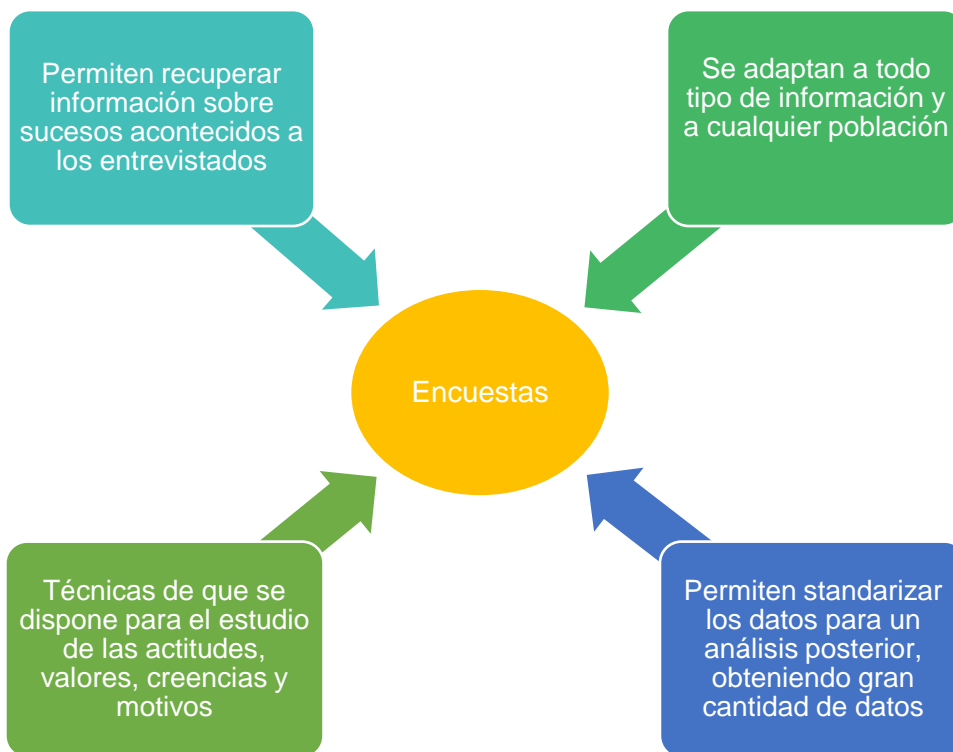 Permiten recuperar
información sobre
sucesos acontecidos a
los entrevistados
Se adaptan a todo
tipo de información y
a cualquier población
Encuestas
Técnicas de que se
dispone para el estudio
de las actitudes,
valores, creencias y
motivos
Permiten standarizar
los datos para un
análisis posterior,
obteniendo gran
cantidad de datos